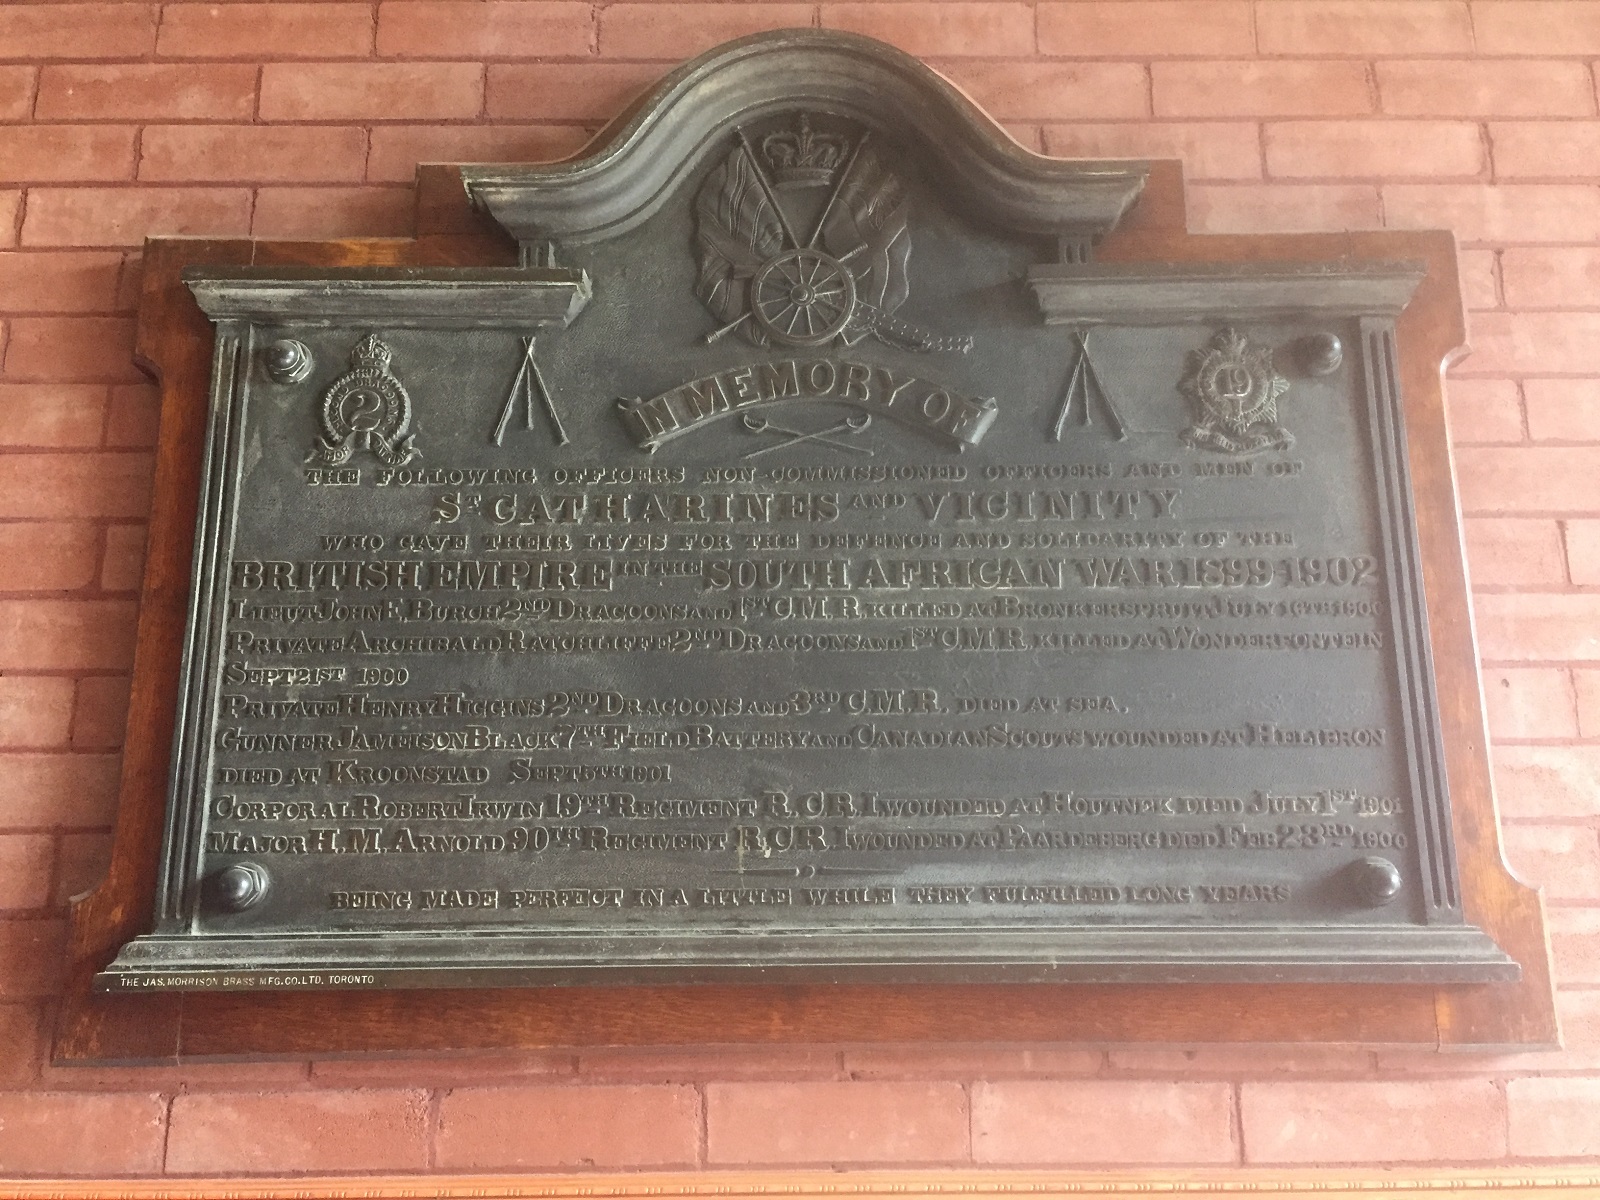 IN MEMORY OF
2
19
THE FOLLOWING OFFICERS NON-COMMISSIONED OFFICERS AND MEN OF
ST CATHARINES AND VICINITY
WHO GAVE THEIR LIVES FOR THE DEFENCE AND SOLIDARITY OF THE
BRITISH EMPIRE IN THE SOUTH AFRICAN WAR 1899-1902
LIEUT. JOHN E. BURCH 2ND DRAGOONS AND 1ST C.M.R. KILLED AT BRONKERSPRUIT, JULY 16TH 1900
PRIVATE ARCHIBALD RATCHLIFFE 2ND DRAGOONS AND 1ST C.M.R. KILLED AT WONDERFONTEIN
SEPT 21ST 1900
PRIVATE HENRY HIGGINS 2ND DRAGOONS AND 3RD C.M.R. DIED AT SEA.
GUNNER JAMEISON BLACK 7TH FIELD BATTERY AND CANADIAN SCOUTS WOUNDED AT HELIBRON
DIED AT KROONSTAD SEPT 5TH 1901
CORPORAL ROBERT IRWIN 19TH REGIMENT R.C.R.I. WOUNDED AT HOUTNEK DIED JULY 1ST 1901
MAJOR H.M. ARNOLD 90TH REGIMENT R.C.R.I. WOUNDED AT PAARDEBERG DIED FEB 23RD 1900
BEING MADE PERFECT IN A LITTLE WHILE THEY FULFILLED LONG YEARS
THE JAS. MORRISON BRASS MFG. CO. LTD. TORONTO